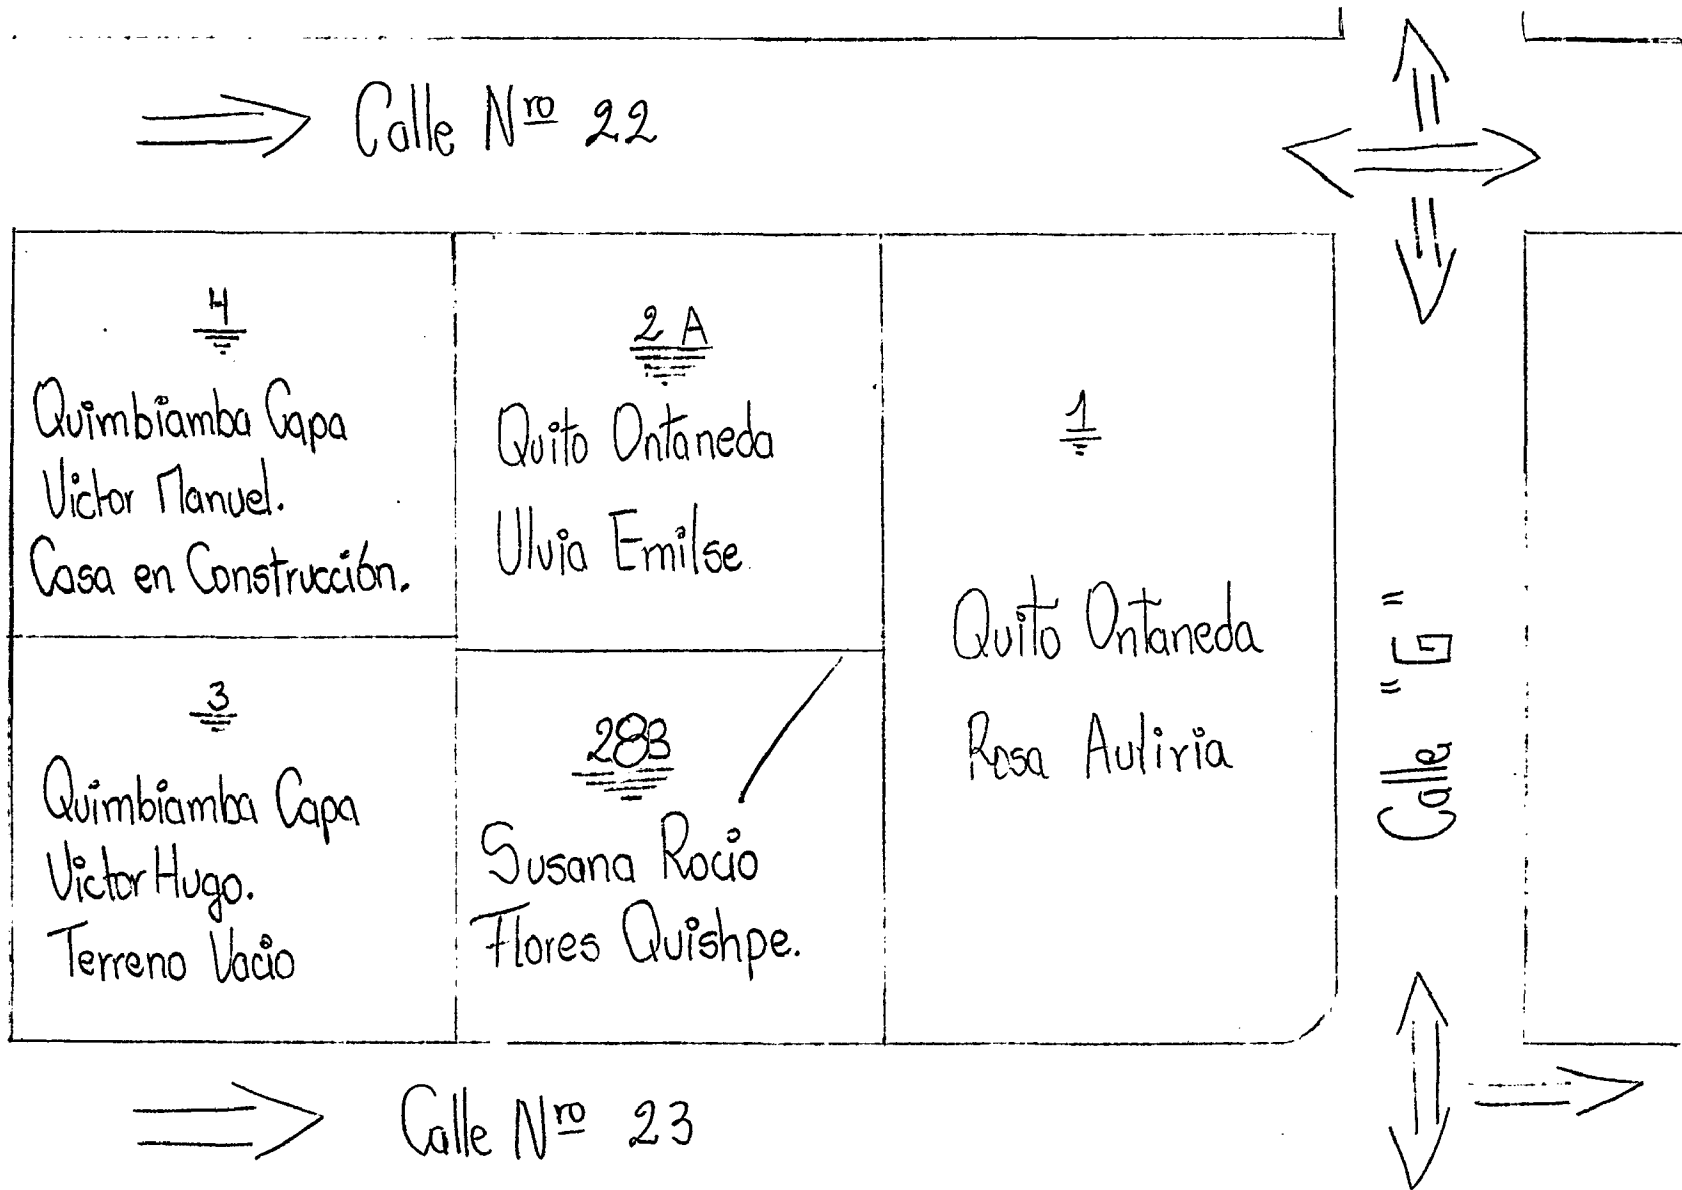 Calle Nro 22
4
Quimbiamba Capa
Victor Manuel.
Casa en Construcción.
2 A
Quito Ontaneda
Ulvia Emilse
1
Quito Ontaneda
Rosa Auliria
3
Quimbiamba Capa
Victor Hugo.
Terreno Vacio
Susana Rocio
Flores Quishpe.
Calle "G"
Calle Nro 23